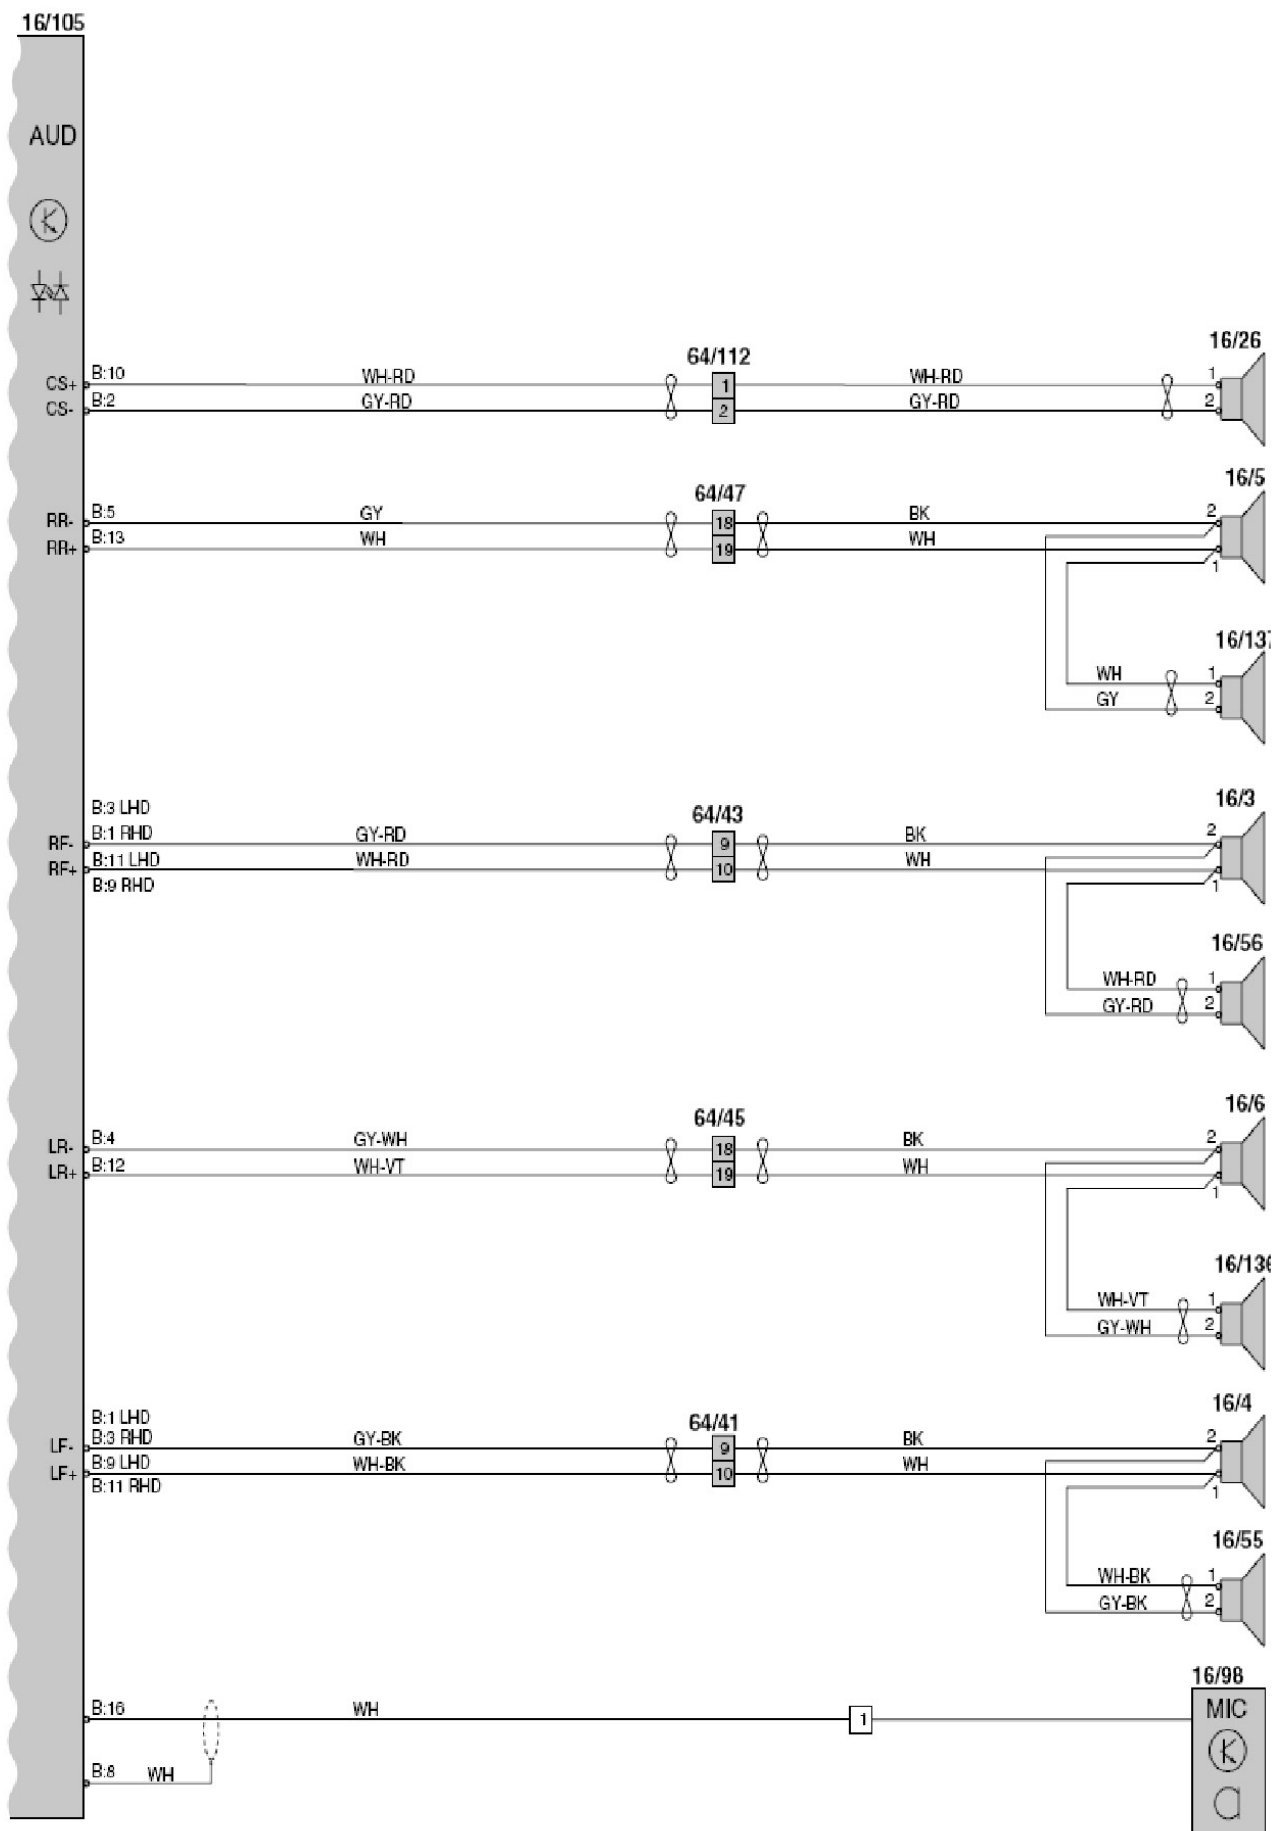 16/105
AUD
16/26
64/112
CS+ B:10 WH-RD 1 WH-RD 1
CS- B:2 GY-RD 2 GY-RD 2
16/5
64/47
RR- B:5 GY 18 BK 2
RR+ B:13 WH 19 WH 1
16/137
WH 1
GY 2
16/3
B:3 LHD
64/43
RF- B:1 RHD GY-RD 9 BK 2
RF+ B:11 LHD WH-RD 10 WH 1
B:9 RHD
16/56
WH-RD 1
GY-RD 2
16/6
64/45
LR- B:4 GY-WH 18 BK 2
LR+ B:12 WH-VT 19 WH 1
16/136
WH-VT 1
GY-WH 2
16/4
B:1 LHD
64/41
LF- B:3 RHD GY-BK 9 BK 2
LF+ B:9 LHD WH-BK 10 WH 1
B:11 RHD
16/55
WH-BK 1
GY-BK 2
16/98
B:16 WH 1 MIC
B:8 WH